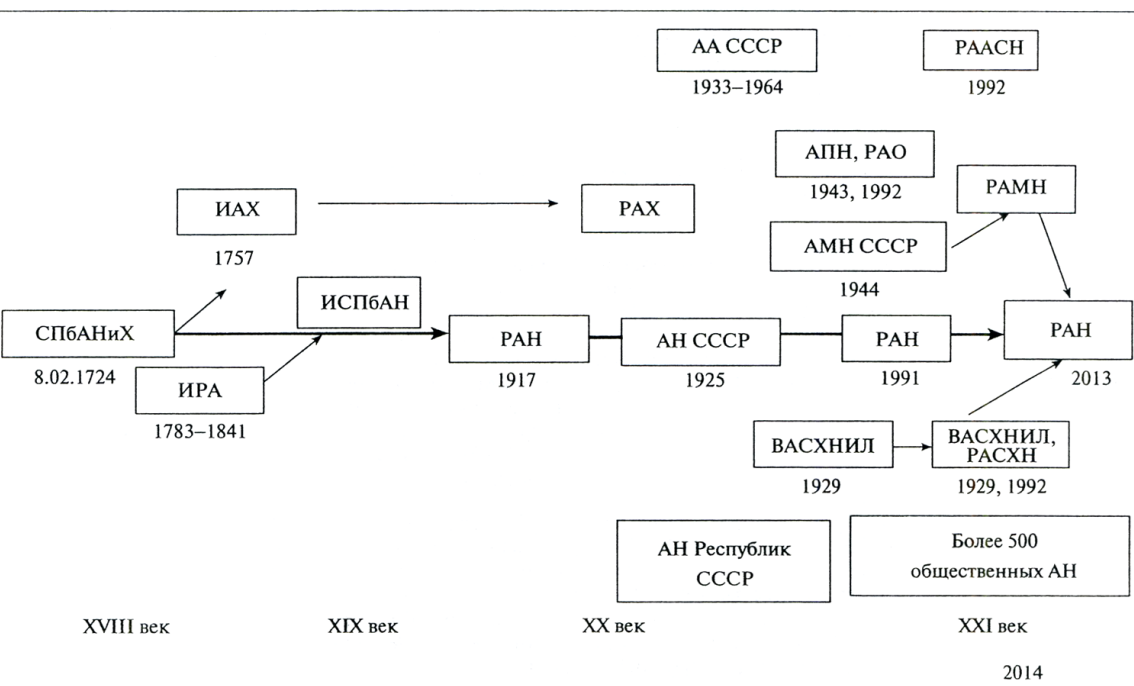 АА СССР
1933–1964
РААСН
1992
АПН, РАО
1943, 1992
РАМН
ИАХ
1757
РАХ
АМН СССР
1944
ИСПбАН
СПбАНиХ
8.02.1724
РАН
1917
АН СССР
1925
РАН
1991
РАН
2013
ИРА
1783–1841
ВАСХНИЛ
1929
ВАСХНИЛ,
РАСХН
1929, 1992
АН Республик
СССР
Более 500
общественных АН
XVIII век
XIX век
XX век
XXI век
2014